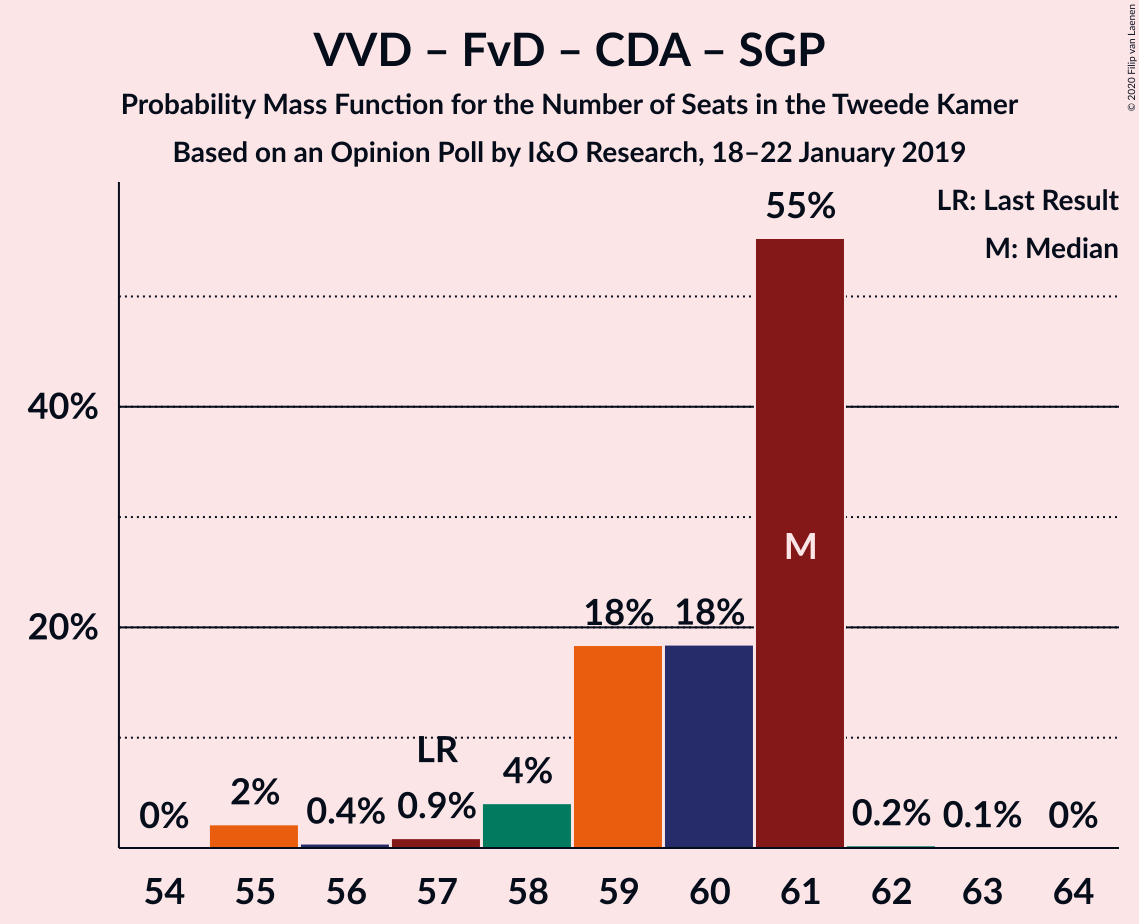 VVD – FvD – CDA – SGP
Probability Mass Function for the Number of Seats in the Tweede Kamer
Based on an Opinion Poll by I&O Research, 18–22 January 2019
© 2020 Filip van Laenen
LR: Last Result
M: Median
40%
20%
0%
2%
0.4%
LR
0.9%
4%
18%
18%
55%
M
0.2%
0.1%
0%
54 55 56 57 58 59 60 61 62 63 64